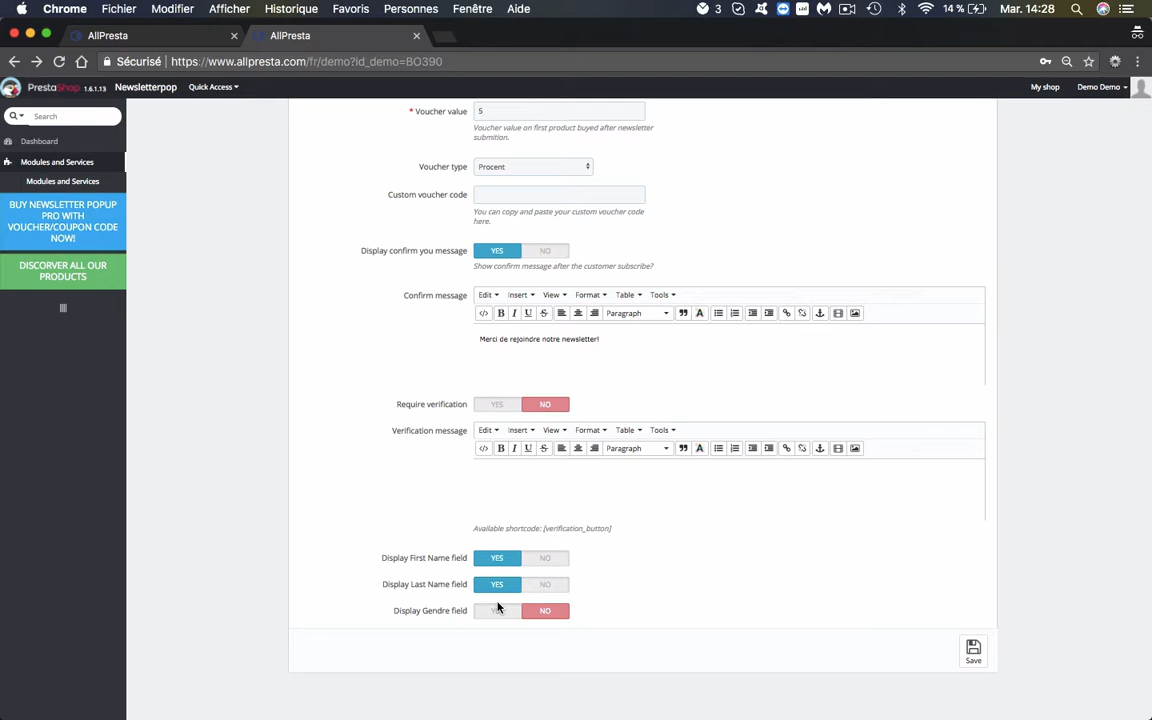 Chrome Fichier Modifier Afficher Historique Favoris Personnes Fenêtre Aide 3 14 % Mar. 14:28
AllPresta AllPresta
Sécurisé https://www.allpresta.com/fr/demo?id_demo=BO390
PrestaShop 1.6.1.13 Newsletterpop Quick Access My shop Demo Demo
Search
Dashboard
Modules and Services
Modules and Services
BUY NEWSLETTER POPUP
PRO WITH
VOUCHER/COUPON CODE
NOW!
DISCORVER ALL OUR
PRODUCTS
* Voucher value 5
Voucher value on first product buyed after newsletter
submition.
Voucher type Procent
Custom voucher code
You can copy and paste your custom voucher code
here.
Display confirm you message YES NO
Show confirm message after the customer subscribe?
Confirm message Edit Insert View Format Table Tools
B I U S Paragraph A
Merci de rejoindre notre newsletter!
Require verification YES NO
Verification message Edit Insert View Format Table Tools
B I U S Paragraph A
Available shortcode: [verification_button]
Display First Name field YES NO
Display Last Name field YES NO
Display Gendre field NO
Save